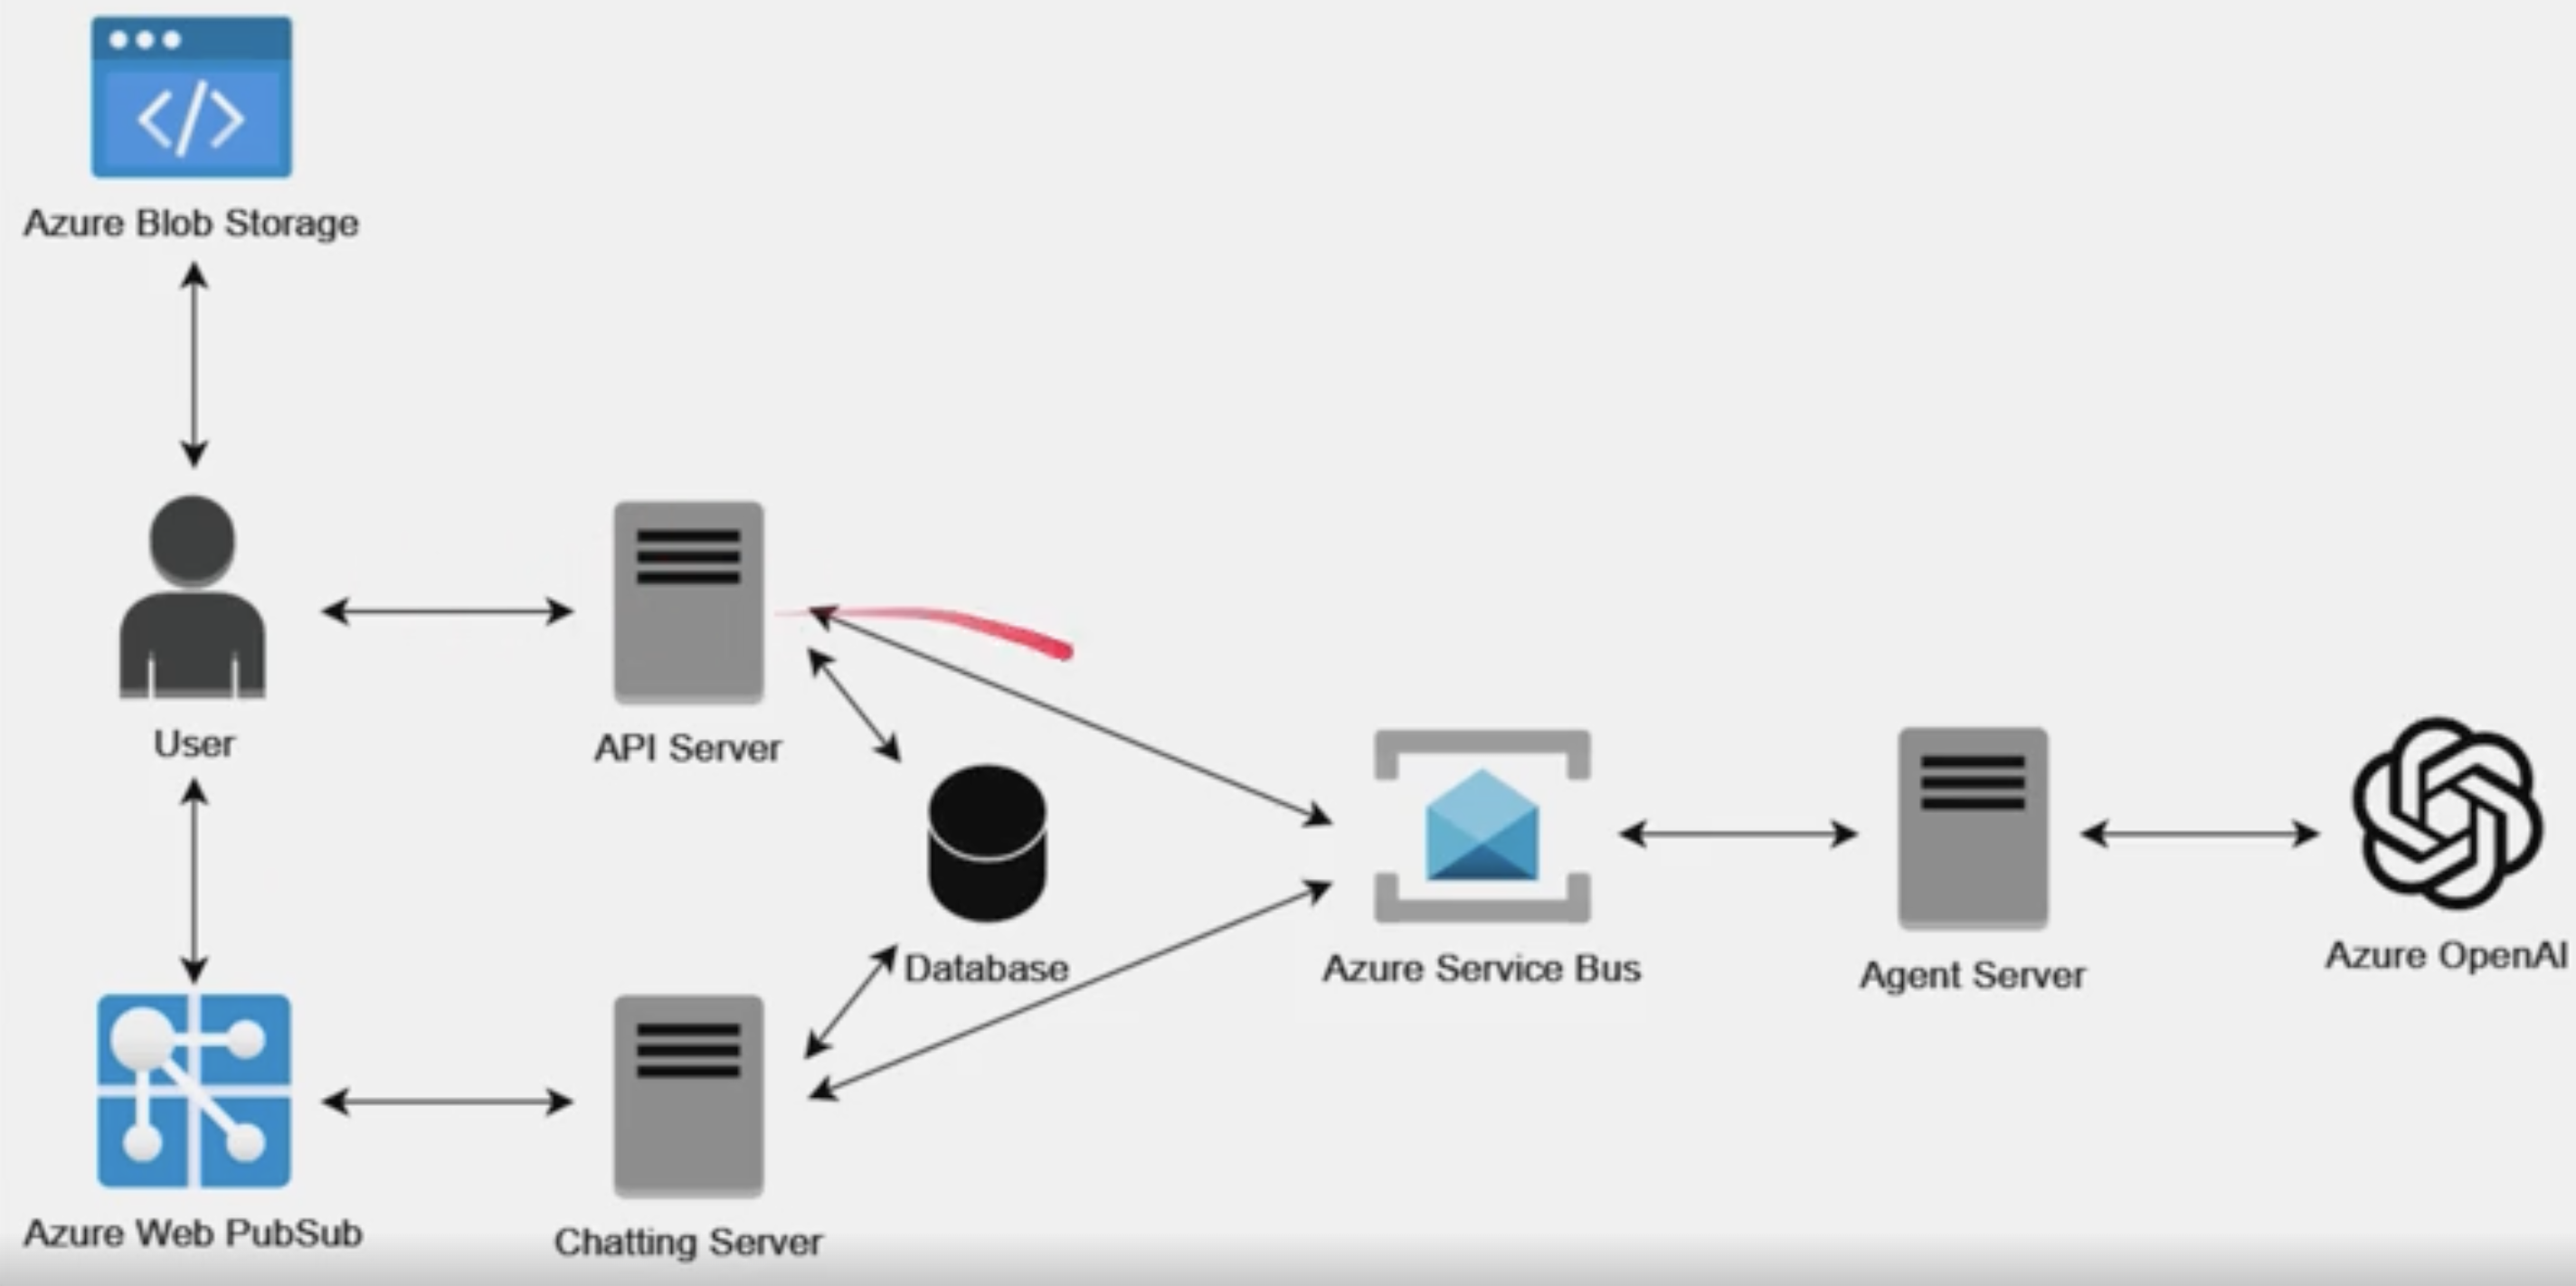 </>
Azure Blob Storage
User
API Server
Database
Azure Service Bus
Agent Server
Azure OpenAI
Azure Web PubSub
Chatting Server